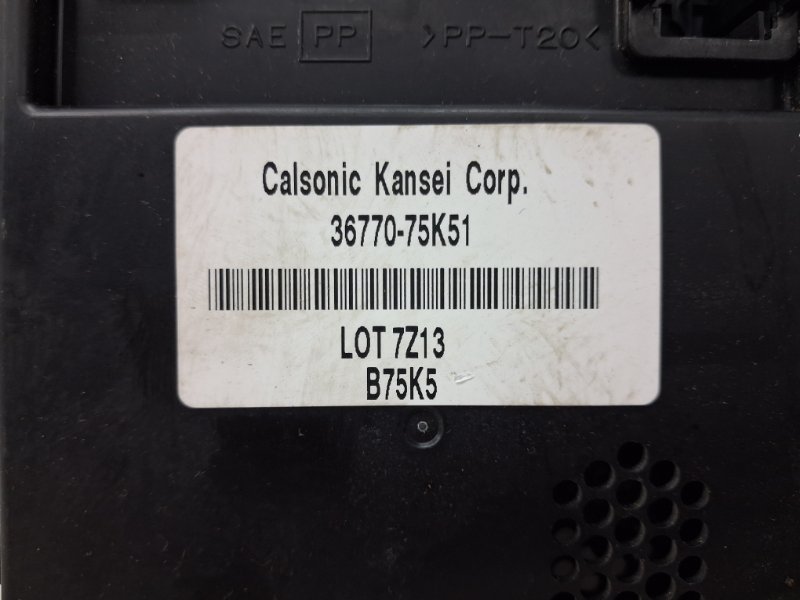 SAE PP >PP-T20<
Calsonic Kansei Corp.
36770-75K51
LOT 7Z13
B75K5